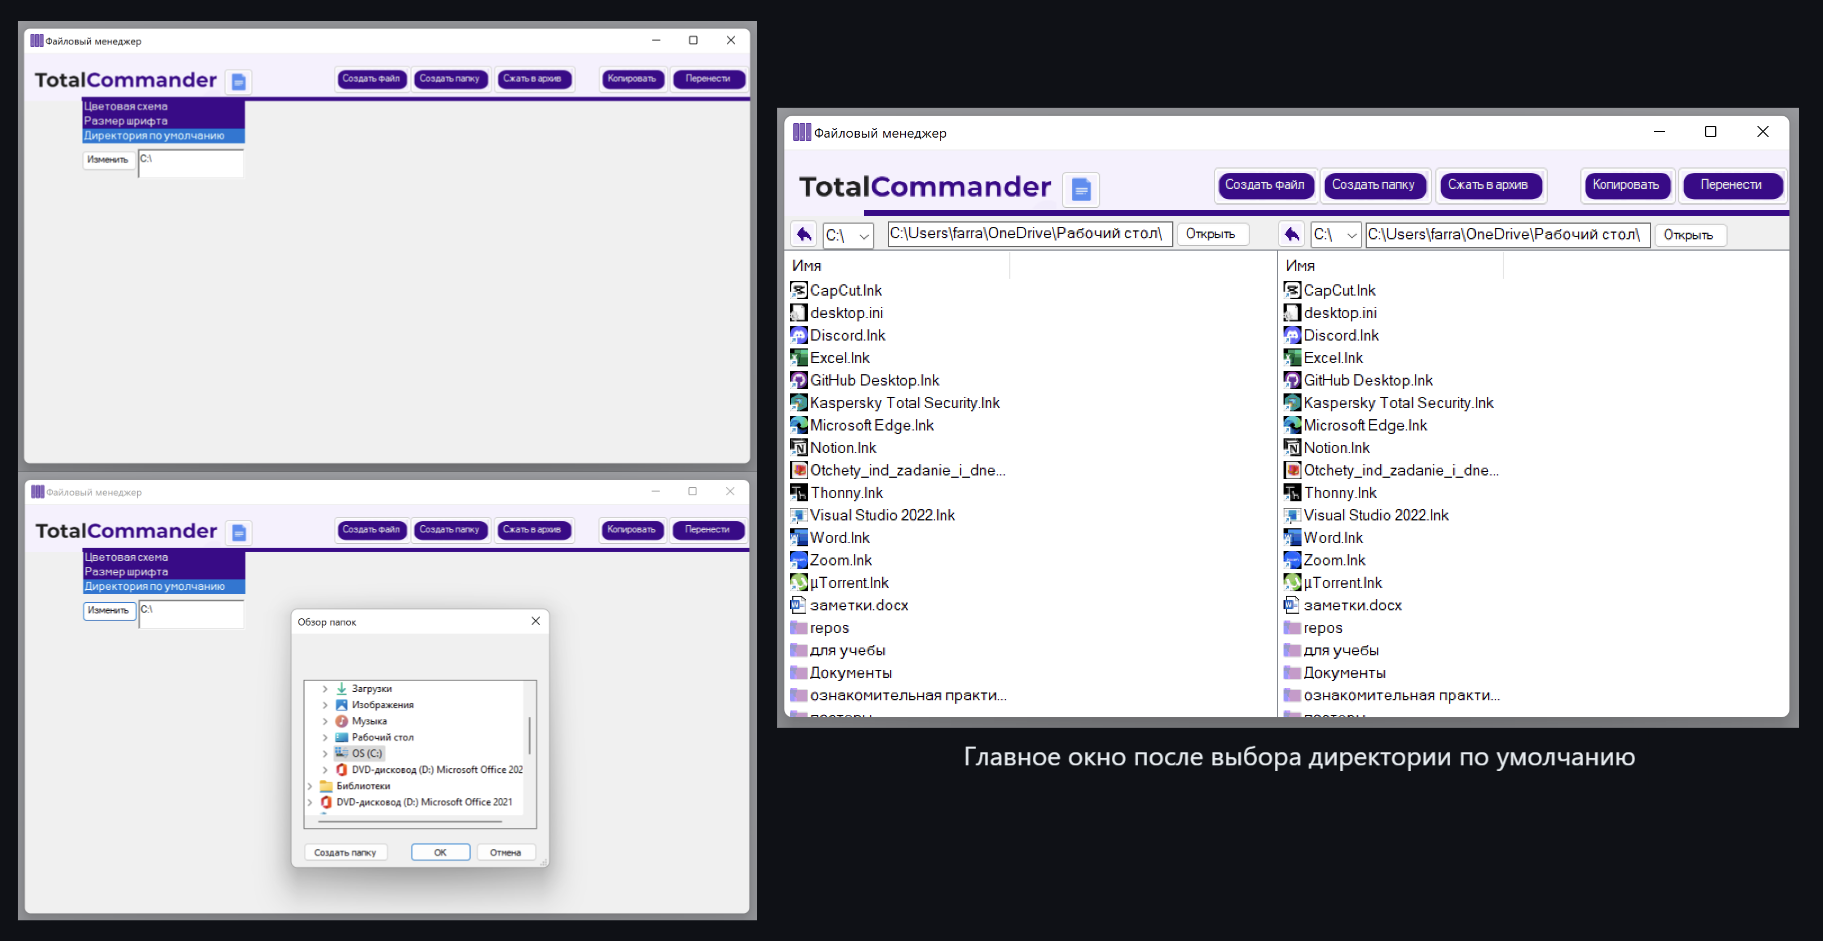 Файловый менеджер
TotalCommander
Создать файл Создать папку Сжать в архив Копировать Перенести
Цветовая схема
Размер шрифта
Директория по умолчанию
Изменить C:\
Файловый менеджер
TotalCommander
Создать файл Создать папку Сжать в архив Копировать Перенести
Цветовая схема
Размер шрифта
Директория по умолчанию
Изменить C:\
Обзор папок
Загрузки
Изображения
Музыка
Рабочий стол
OS (C:)
DVD-дисковод (D:) Microsoft Office 202
Библиотеки
DVD-дисковод (D:) Microsoft Office 2021
Создать папку OK Отмена
Файловый менеджер
TotalCommander
Создать файл Создать папку Сжать в архив Копировать Перенести
C:\ C:\Users\farra\OneDrive\Рабочий стол\ Открыть C:\ C:\Users\farra\OneDrive\Рабочий стол\ Открыть
Имя Имя
CapCut.lnk CapCut.lnk
desktop.ini desktop.ini
Discord.lnk Discord.lnk
Excel.lnk Excel.lnk
GitHub Desktop.lnk GitHub Desktop.lnk
Kaspersky Total Security.lnk Kaspersky Total Security.lnk
Microsoft Edge.lnk Microsoft Edge.lnk
Notion.lnk Notion.lnk
Otchety_ind_zadanie_i_dne... Otchety_ind_zadanie_i_dne...
Thonny.lnk Thonny.lnk
Visual Studio 2022.lnk Visual Studio 2022.lnk
Word.lnk Word.lnk
Zoom.lnk Zoom.lnk
µTorrent.lnk µTorrent.lnk
заметки.docx заметки.docx
repos repos
для учебы для учебы
Документы Документы
ознакомительная практи... ознакомительная практи...
Главное окно после выбора директории по умолчанию